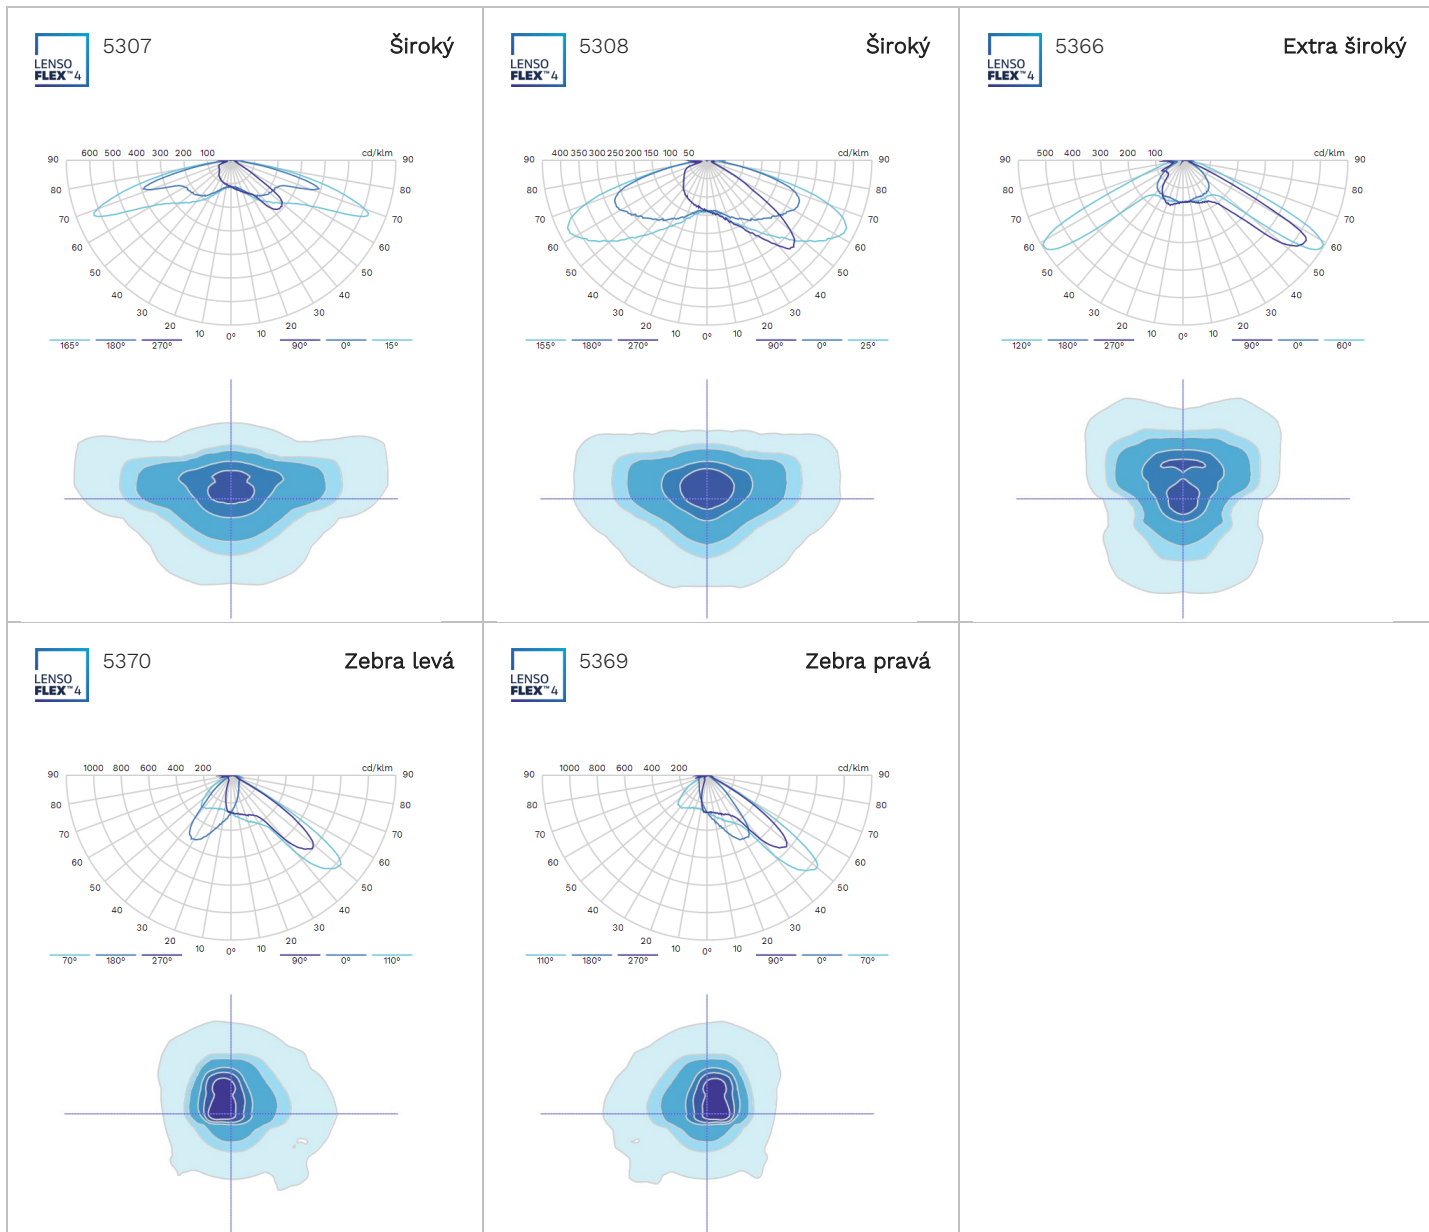 LENSO
FLEX™4
5307
Široký
90 600 500 400 300 200 100 cd/klm 90
80 80
70 70
60 60
50 50
40 40
30 30
20 20
10 0° 10
165° 180° 270° 90° 0° 15°
LENSO
FLEX™4
5308
Široký
90 400 350 300 250 200 150 100 50 cd/klm 90
80 80
70 70
60 60
50 50
40 40
30 30
20 20
10 0° 10
155° 180° 270° 90° 0° 25°
LENSO
FLEX™4
5366
Extra široký
90 500 400 300 200 100 cd/klm 90
80 80
70 70
60 60
50 50
40 40
30 30
20 20
10 0° 10
120° 180° 270° 90° 0° 60°
LENSO
FLEX™4
5370
Zebra levá
90 1000 800 600 400 200 cd/klm 90
80 80
70 70
60 60
50 50
40 40
30 30
20 20
10 0° 10
70° 180° 270° 90° 0° 110°
LENSO
FLEX™4
5369
Zebra pravá
90 1000 800 600 400 200 cd/klm 90
80 80
70 70
60 60
50 50
40 40
30 30
20 20
10 0° 10
110° 180° 270° 90° 0° 70°